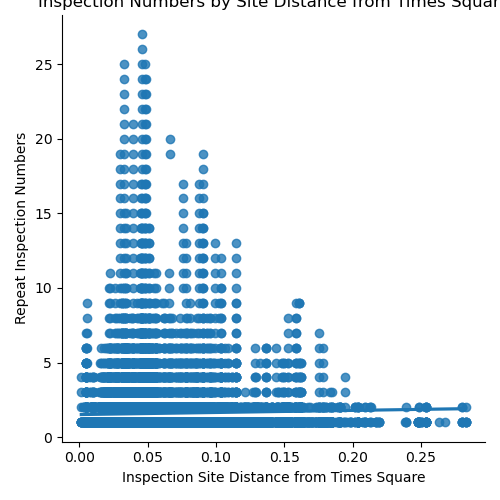 Inspection Numbers by Site Distance from Times Squar
25
20
15
10
5
0
Repeat Inspection Numbers
0.00 0.05 0.10 0.15 0.20 0.25
Inspection Site Distance from Times Square